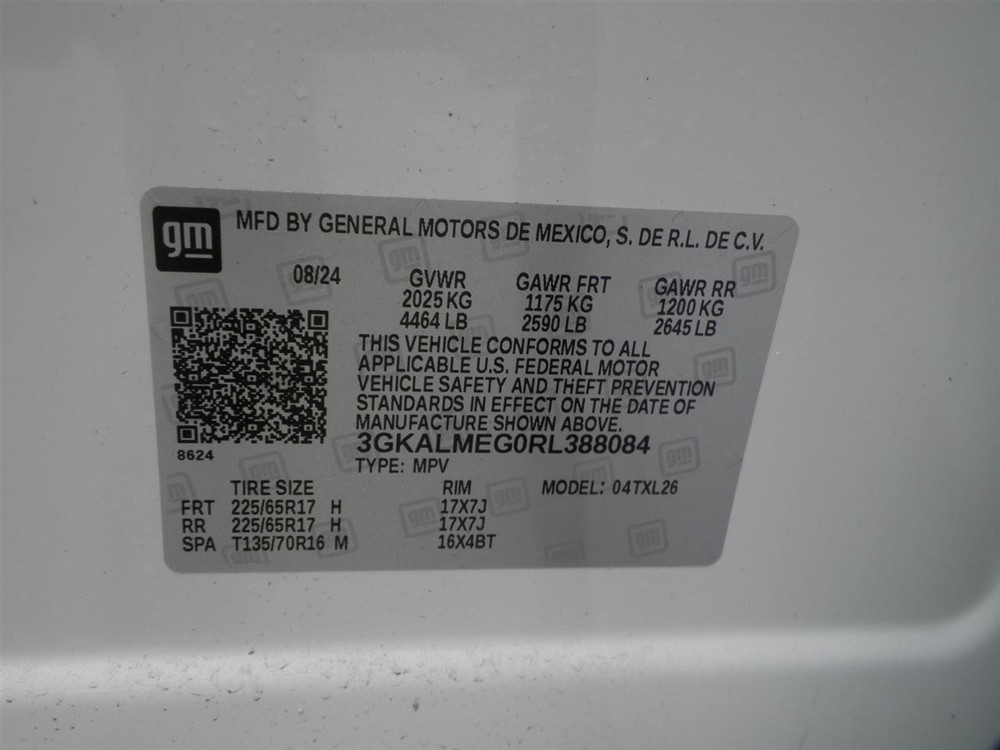 gm MFD BY GENERAL MOTORS DE MEXICO, S. DE R.L. DE C.V.
08/24 GVWR GAWR FRT GAWR RR
2025 KG 1175 KG 1200 KG
4464 LB 2590 LB 2645 LB
THIS VEHICLE CONFORMS TO ALL
APPLICABLE U.S. FEDERAL MOTOR
VEHICLE SAFETY AND THEFT PREVENTION
STANDARDS IN EFFECT ON THE DATE OF
MANUFACTURE SHOWN ABOVE.
3GKALMEG0RL388084
8624
TYPE: MPV
TIRE SIZE RIM MODEL: 04TXL26
FRT 225/65R17 H 17X7J
RR 225/65R17 H 17X7J
SPA T135/70R16 M 16X4BT